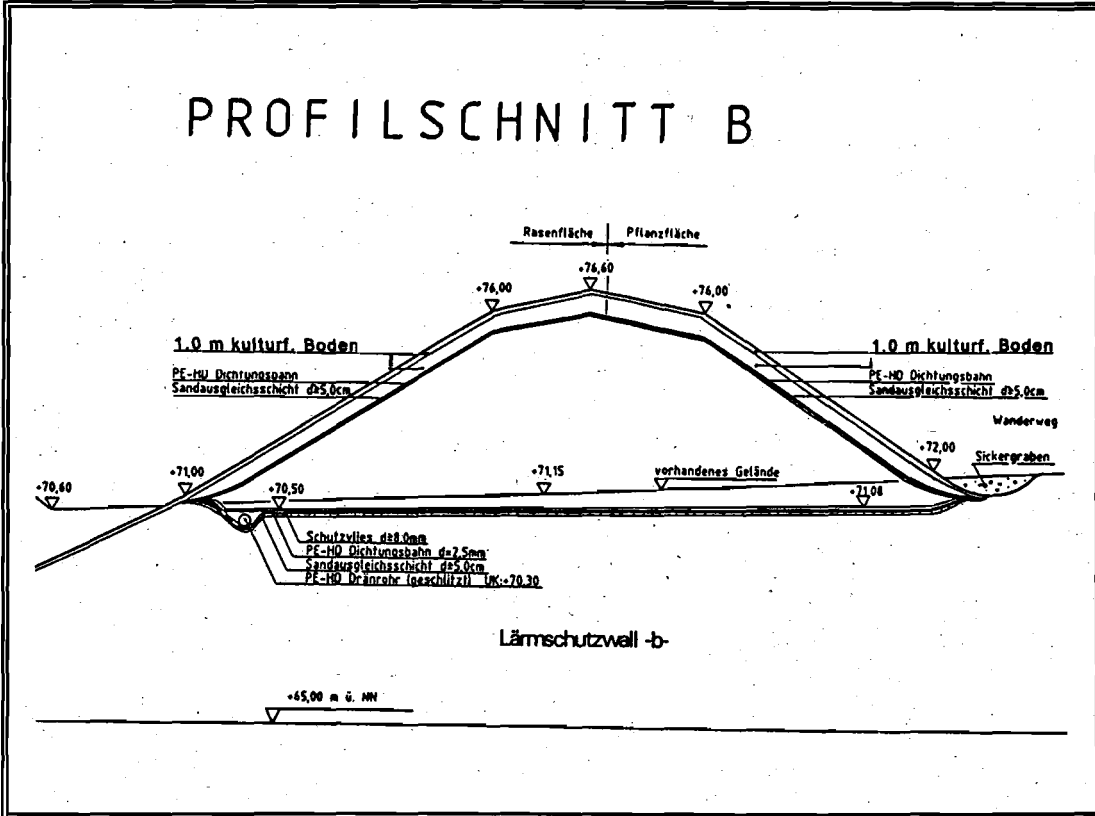 PROFILSCHNITT B
Rasenfläche
Pflanzfläche
+76,60
+76,00
+76,00
1.0 m kulturf. Boden
1.0 m kulturf. Boden
PE-HD Dichtungsbahn
PE-HD Dichtungsbahn
Sandausgleichsschicht d≥5,0cm
Sandausgleichsschicht d≥5,0cm
Wanderweg
+72,00
Sickergraben
+71,00
+71,15
vorhandenes Gelände
+70,60
+70,50
+71,08
Schutzvlies d≥8.0mm
PE-HD Dichtungsbahn d=2,5mm
Sandausgleichsschicht d≥5.0cm
PE-HD Dränrohr (geschlitzt) UK:+70.30
Lärmschutzwall -b-
+65,00 m ü. NN